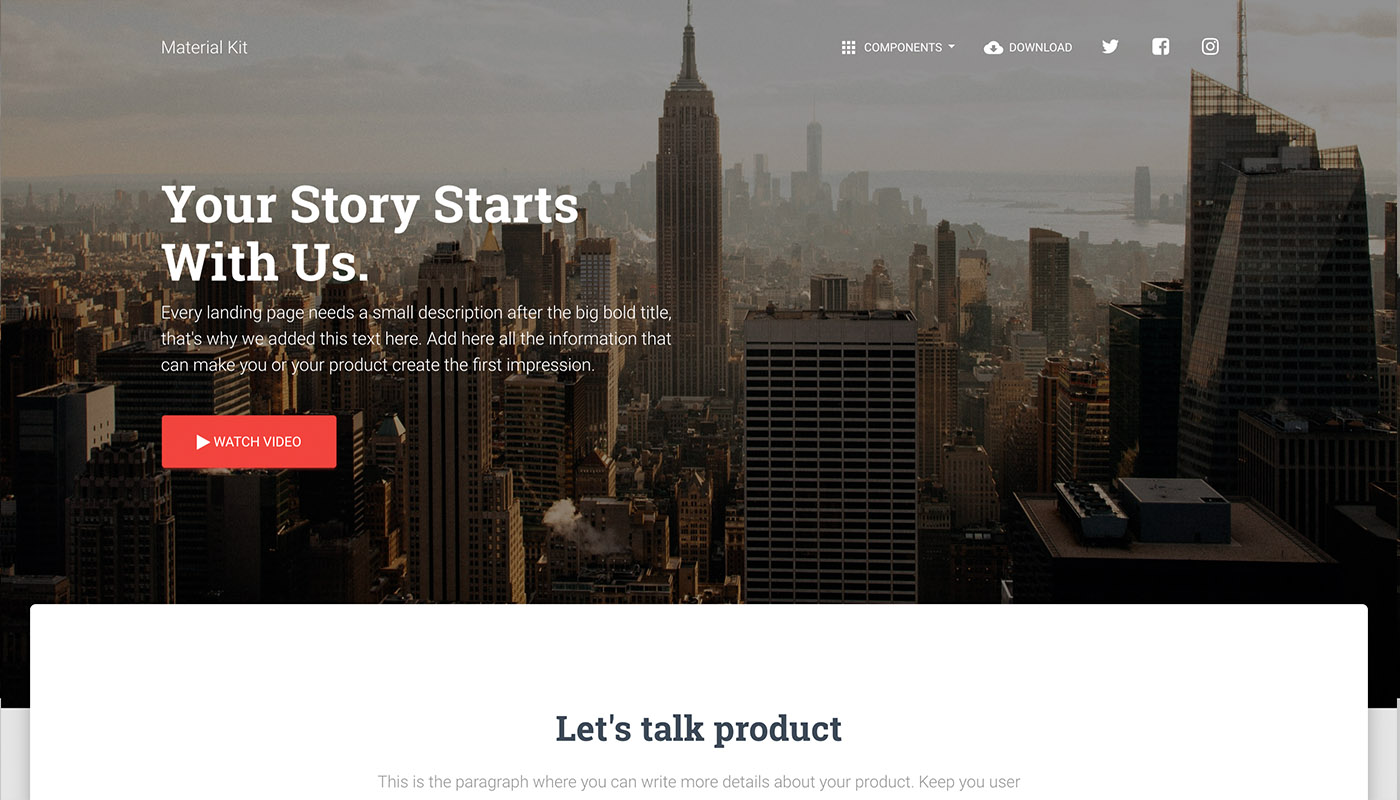 Material Kit
COMPONENTS
DOWNLOAD
Your Story Starts
With Us.
Every landing page needs a small description after the big bold title,
that's why we added this text here. Add here all the information that
can make you or your product create the first impression.
WATCH VIDEO
Let's talk product
This is the paragraph where you can write more details about your product. Keep you user